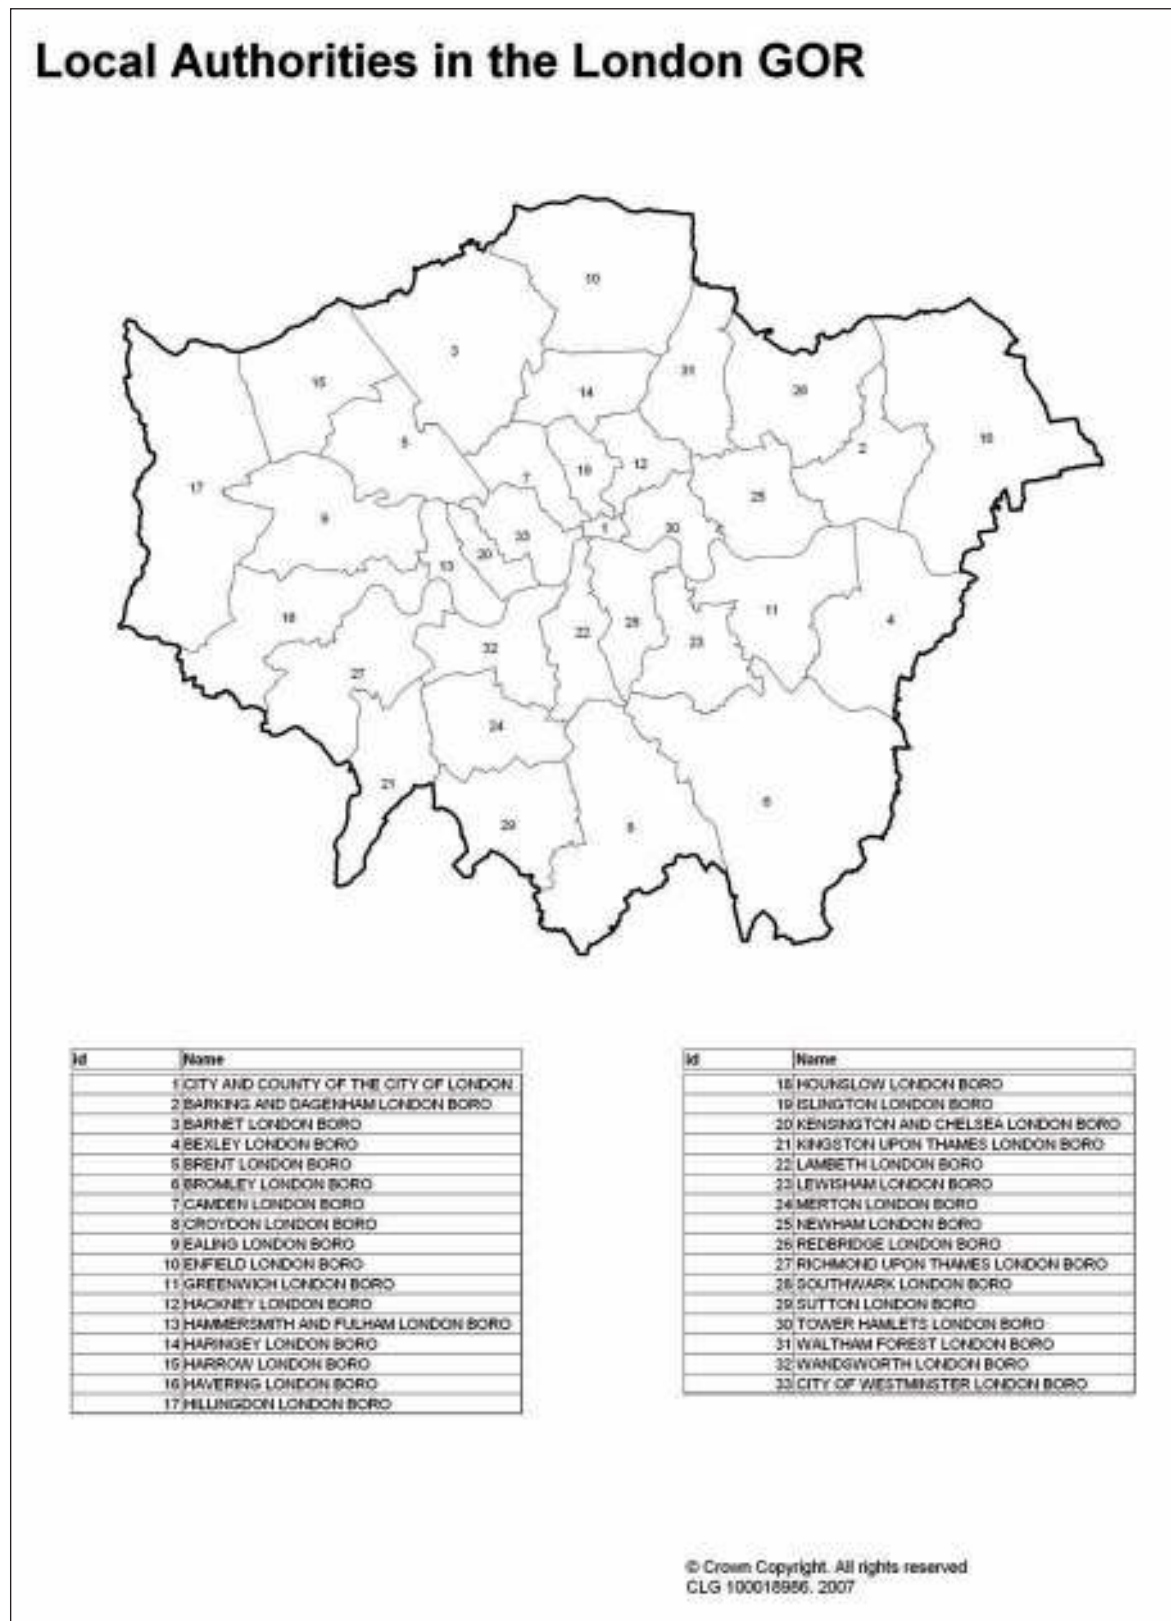 Local Authorities in the London GOR
10
3
31
15
26
14
16
5
2
19
12
7
17
25
9
1
30
33
20
13
11
18
4
22
28
23
32
27
24
21
6
29
8
id Name
1 CITY AND COUNTY OF THE CITY OF LONDON
2 BARKING AND DAGENHAM LONDON BORO
3 BARNET LONDON BORO
4 BEXLEY LONDON BORO
5 BRENT LONDON BORO
6 BROMLEY LONDON BORO
7 CAMDEN LONDON BORO
8 CROYDON LONDON BORO
9 EALING LONDON BORO
10 ENFIELD LONDON BORO
11 GREENWICH LONDON BORO
12 HACKNEY LONDON BORO
13 HAMMERSMITH AND FULHAM LONDON BORO
14 HARINGEY LONDON BORO
15 HARROW LONDON BORO
16 HAVERING LONDON BORO
17 HILLINGDON LONDON BORO
id Name
18 HOUNSLOW LONDON BORO
19 ISLINGTON LONDON BORO
20 KENSINGTON AND CHELSEA LONDON BORO
21 KINGSTON UPON THAMES LONDON BORO
22 LAMBETH LONDON BORO
23 LEWISHAM LONDON BORO
24 MERTON LONDON BORO
25 NEWHAM LONDON BORO
26 REDBRIDGE LONDON BORO
27 RICHMOND UPON THAMES LONDON BORO
28 SOUTHWARK LONDON BORO
29 SUTTON LONDON BORO
30 TOWER HAMLETS LONDON BORO
31 WALTHAM FOREST LONDON BORO
32 WANDSWORTH LONDON BORO
33 CITY OF WESTMINSTER LONDON BORO
© Crown Copyright. All rights reserved
CLG 100018986. 2007